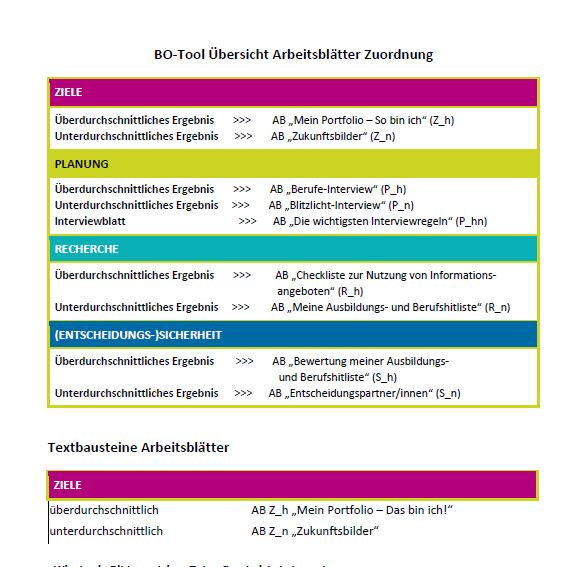 BO-Tool Übersicht Arbeitsblätter Zuordnung
ZIELE
Überdurchschnittliches Ergebnis >>> AB „Mein Portfolio – So bin ich“ (Z_h)
Unterdurchschnittliches Ergebnis >>> AB „Zukunftsbilder“ (Z_n)
PLANUNG
Überdurchschnittliches Ergebnis >>> AB „Berufe-Interview“ (P_h)
Unterdurchschnittliches Ergebnis >>> AB „Blitzlicht-Interview“ (P_n)
Interviewblatt >>> AB „Die wichtigsten Interviewregeln“ (P_hn)
RECHERCHE
Überdurchschnittliches Ergebnis >>> AB „Checkliste zur Nutzung von Informations-
angeboten“ (R_h)
Unterdurchschnittliches Ergebnis >>> AB „Meine Ausbildungs- und Berufshitliste“ (R_n)
(ENTSCHEIDUNGS-)SICHERHEIT
Überdurchschnittliches Ergebnis >>> AB „Bewertung meiner Ausbildungs-
und Berufshitliste“ (S_h)
Unterdurchschnittliches Ergebnis >>> AB „Entscheidungspartner/innen“ (S_n)
Textbausteine Arbeitsblätter
ZIELE
überdurchschnittlich AB Z_h „Mein Portfolio – Das bin ich!“
unterdurchschnittlich AB Z_n „Zukunftsbilder“